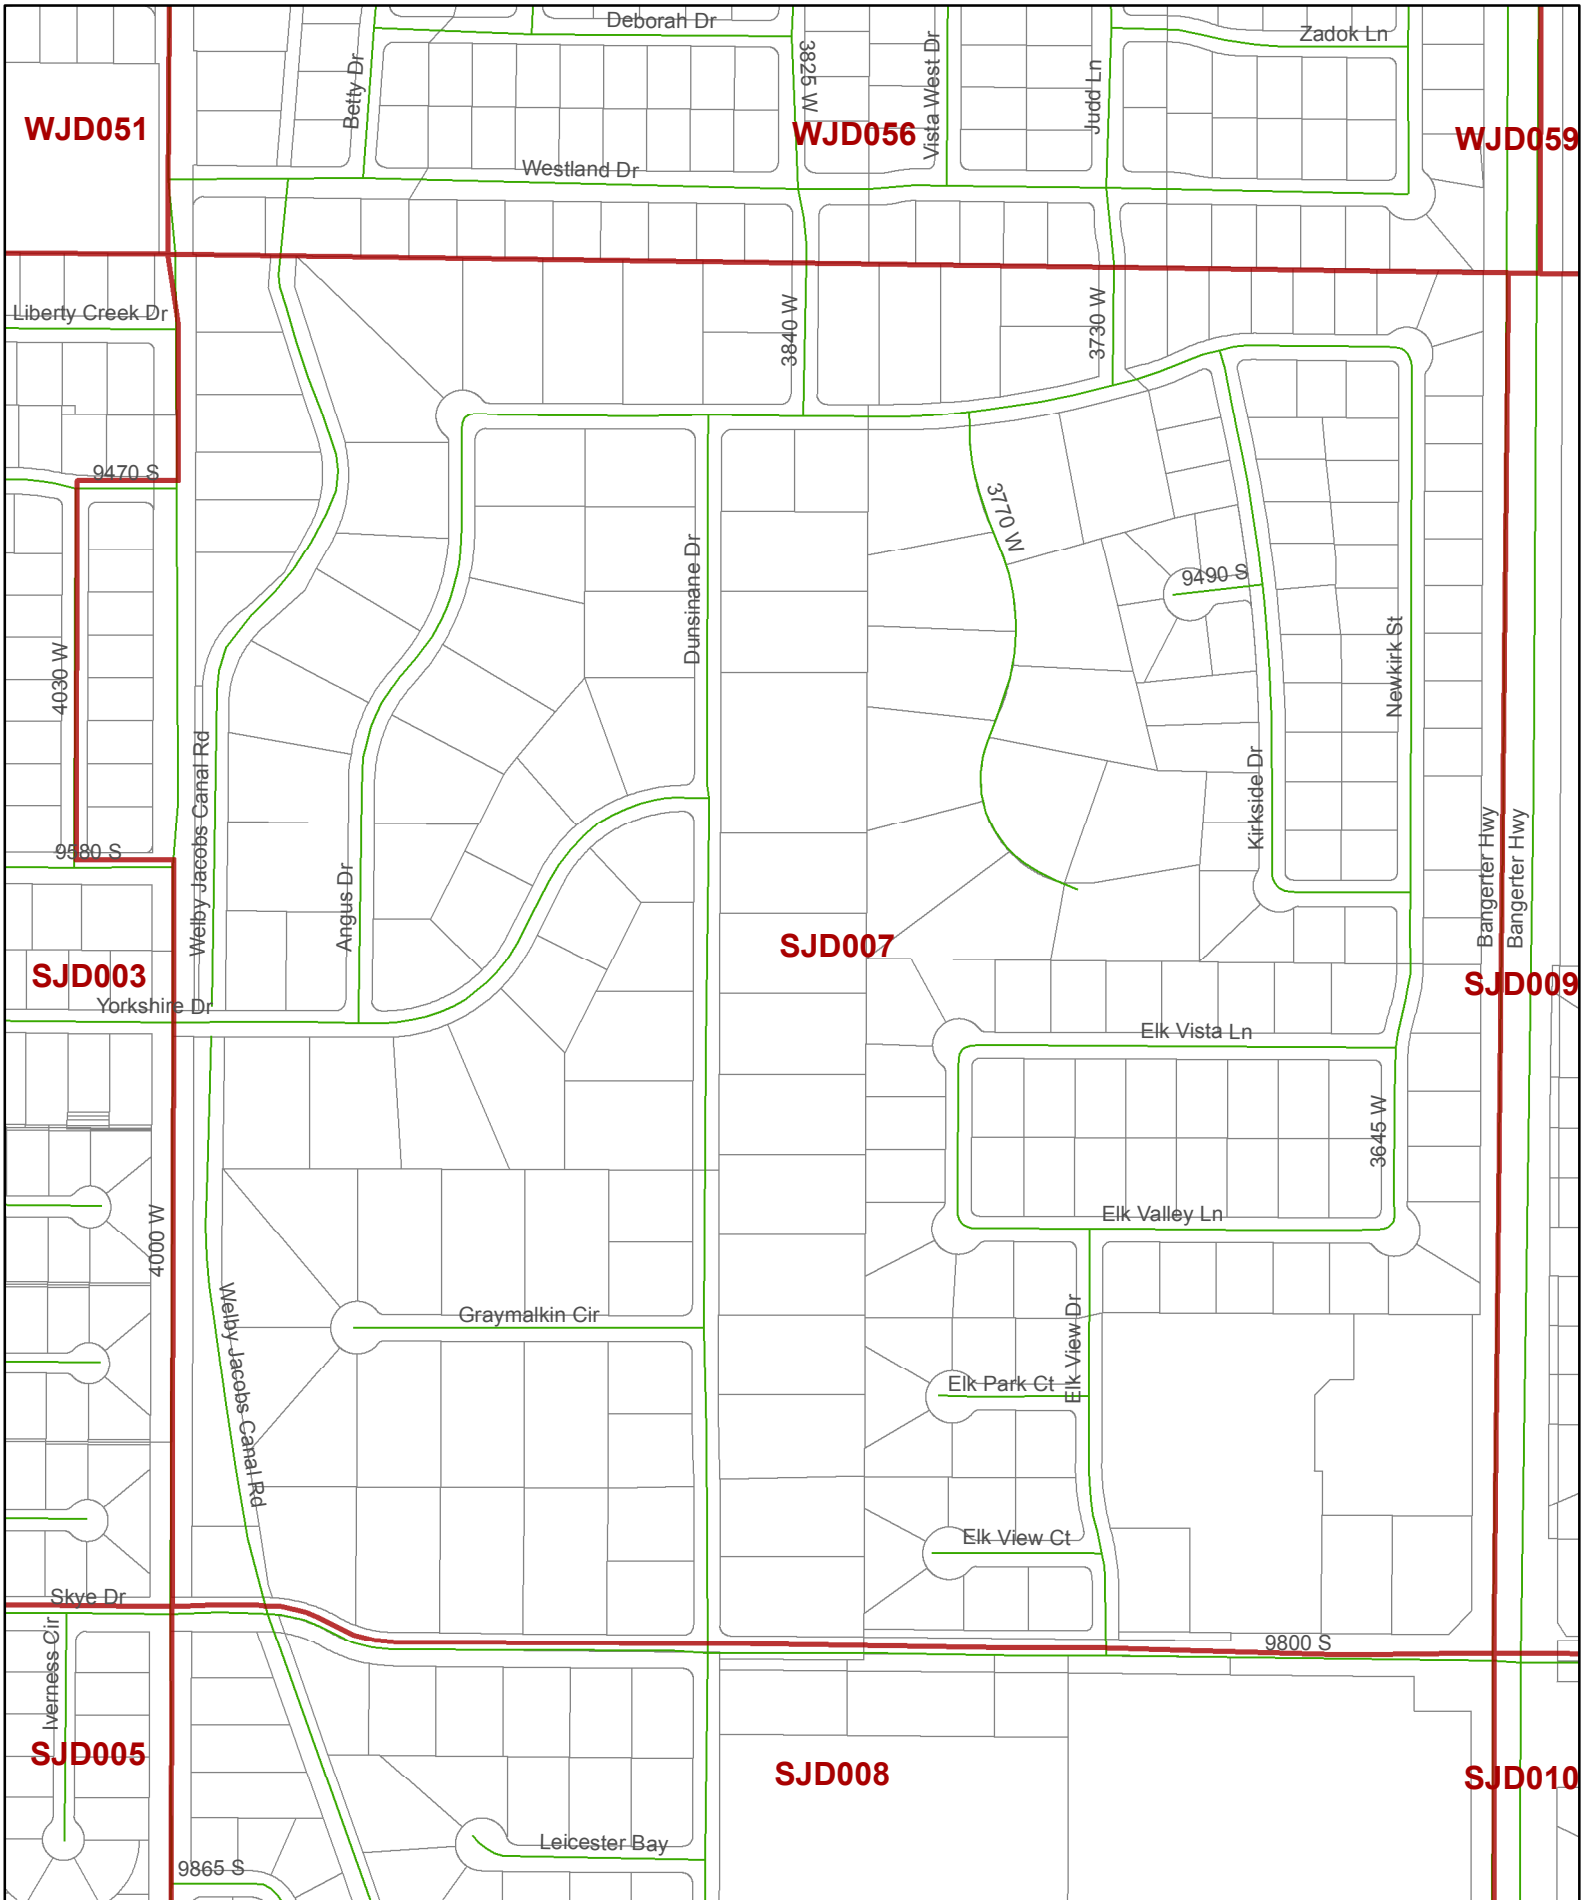 Deborah Dr
Zadok Ln
Betty Dr
3825 W
Vista West Dr
Judd Ln
WJD051
WJD056
WJD059
Westland Dr
Liberty Creek Dr
3840 W
3730 W
9470 S
3770 W
Dunsinane Dr
9490 S
Newkirk St
4030 W
Welby Jacobs Canal Rd
Kirkside Dr
Bangerter Hwy
Bangerter Hwy
9580 S
Angus Dr
SJD007
SJD003
SJD009
Yorkshire Dr
Elk Vista Ln
3645 W
4000 W
Elk Valley Ln
Welby Jacobs Canal Rd
Graymalkin Cir
Elk View Dr
Elk Park Ct
Elk View Ct
Skye Dr
9800 S
Iverness Cir
SJD005
SJD008
SJD010
Leicester Bay
9865 S